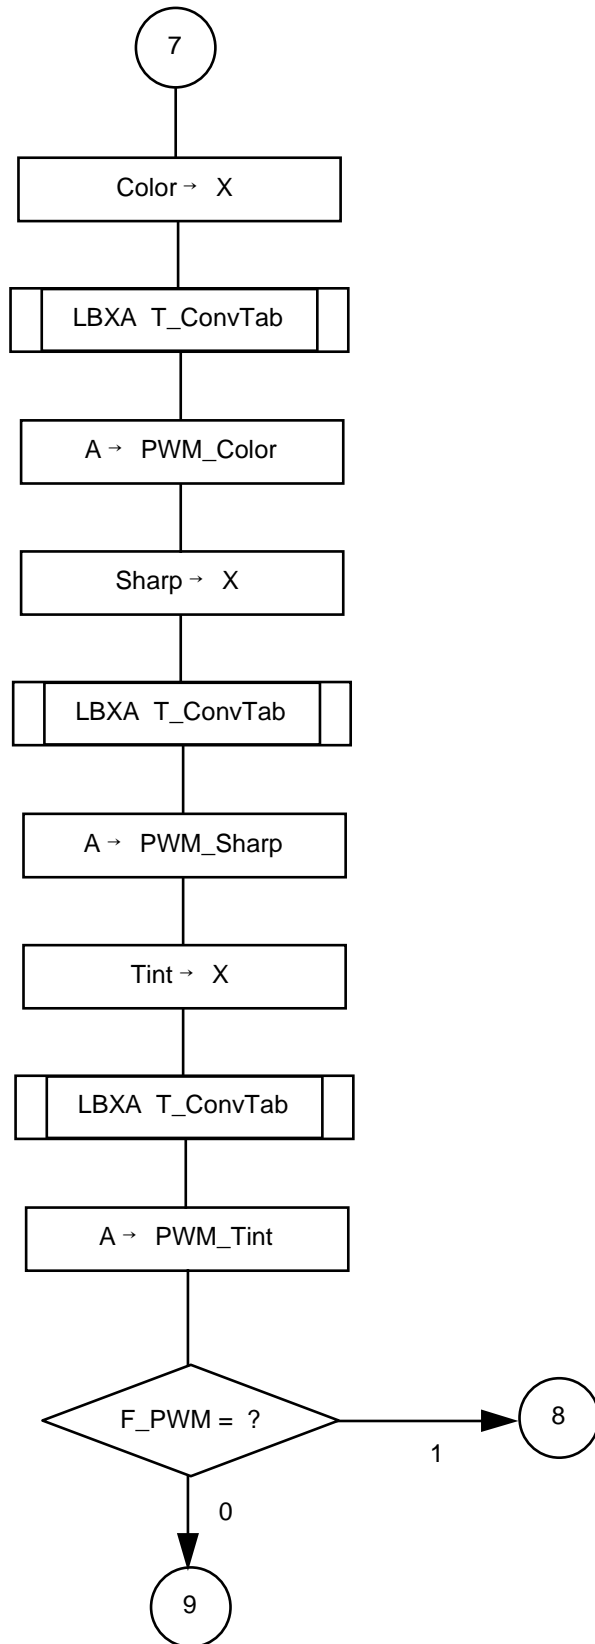 7
Color→ X
LBXA T_ConvTab
A→ PWM_Color
Sharp→ X
LBXA T_ConvTab
A→ PWM_Sharp
Tint→ X
LBXA T_ConvTab
A→ PWM_Tint
F_PWM = ?
8
1
0
9